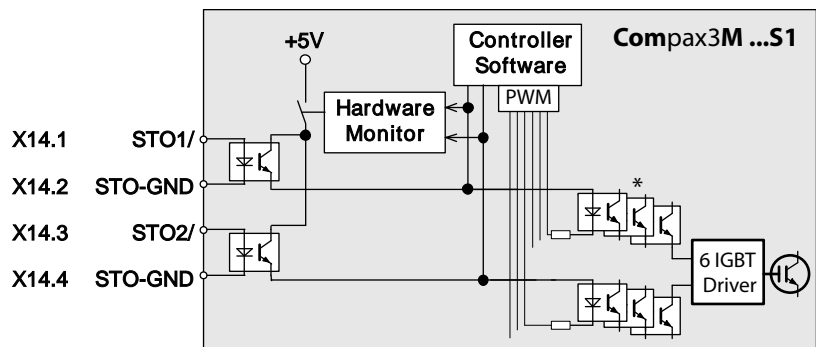 Compax3M ...S1
+5V
Controller
Software
PWM
Hardware
Monitor
X14.1 STO1/
X14.2 STO-GND
X14.3 STO2/
X14.4 STO-GND
*
6 IGBT
Driver